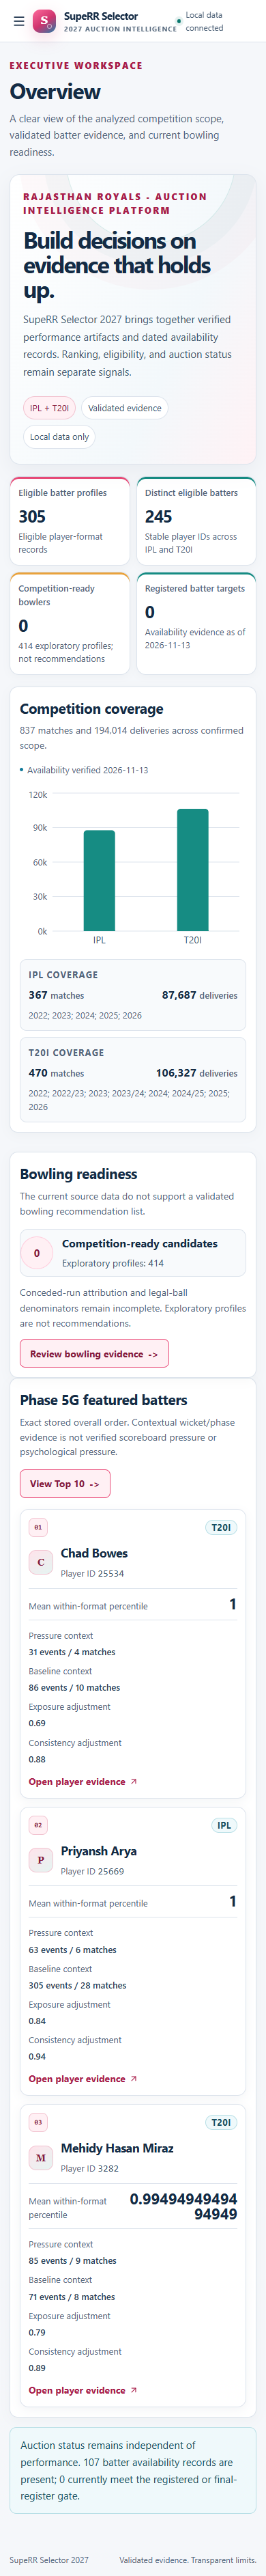 S
SupeRR Selector
2027 AUCTION INTELLIGENCE
Local data
connected
EXECUTIVE WORKSPACE
Overview
A clear view of the analyzed competition scope,
validated batter evidence, and current bowling
readiness.
RAJASTHAN ROYALS - AUCTION
INTELLIGENCE PLATFORM
Build decisions on
evidence that holds
up.
SupeRR Selector 2027 brings together verified
performance artifacts and dated availability
records. Ranking, eligibility, and auction status
remain separate signals.
IPL + T20I
Validated evidence
Local data only
Eligible batter profiles
305
Eligible player-format
records
Distinct eligible batters
245
Stable player IDs across
IPL and T20I
Competition-ready
bowlers
0
414 exploratory profiles;
not recommendations
Registered batter targets
0
Availability evidence as of
2026-11-13
Competition coverage
837 matches and 194,014 deliveries across confirmed
scope.
Availability verified 2026-11-13
120k
90k
60k
30k
0k
IPL
T20I
IPL COVERAGE
367 matches
87,687 deliveries
2022; 2023; 2024; 2025; 2026
T20I COVERAGE
470 matches
106,327 deliveries
2022; 2022/23; 2023; 2023/24; 2024; 2024/25; 2025;
2026
Bowling readiness
The current source data do not support a validated
bowling recommendation list.
0
Competition-ready candidates
Exploratory profiles: 414
Conceded-run attribution and legal-ball
denominators remain incomplete. Exploratory profiles
are not recommendations.
Review bowling evidence ->
Phase 5G featured batters
Exact stored overall order. Contextual wicket/phase
evidence is not verified scoreboard pressure or
psychological pressure.
View Top 10 ->
01
T20I
C
Chad Bowes
Player ID 25534
Mean within-format percentile
1
Pressure context
31 events / 4 matches
Baseline context
86 events / 10 matches
Exposure adjustment
0.69
Consistency adjustment
0.88
Open player evidence ↗
02
IPL
P
Priyansh Arya
Player ID 25669
Mean within-format percentile
1
Pressure context
63 events / 6 matches
Baseline context
305 events / 28 matches
Exposure adjustment
0.84
Consistency adjustment
0.94
Open player evidence ↗
03
T20I
M
Mehidy Hasan Miraz
Player ID 3282
Mean within-format
percentile
0.99494949494
94949
Pressure context
85 events / 9 matches
Baseline context
71 events / 8 matches
Exposure adjustment
0.79
Consistency adjustment
0.89
Open player evidence ↗
Auction status remains independent of
performance. 107 batter availability records are
present; 0 currently meet the registered or final-
register gate.
SupeRR Selector 2027
Validated evidence. Transparent limits.